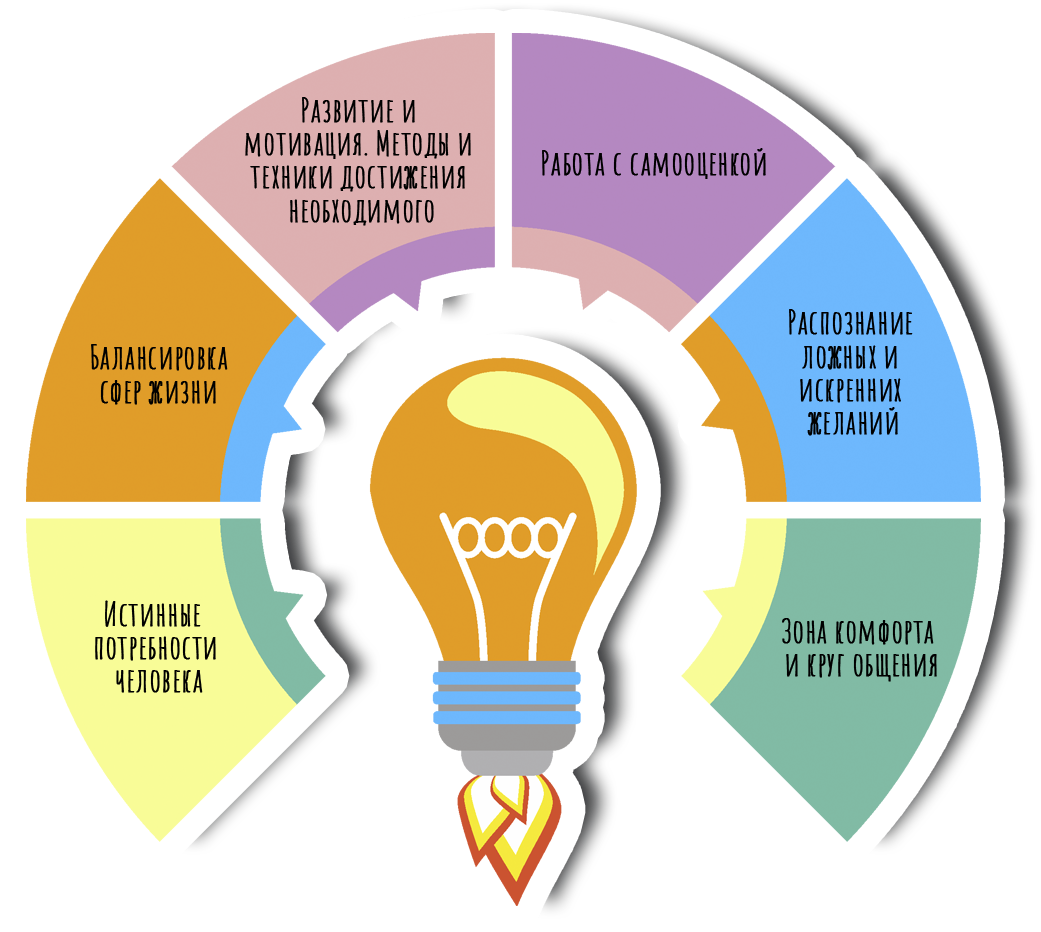 Развитие и
мотивация. Методы и
техники достижения
необходимого
Работа с самооценкой
Балансировка
сфер жизни
Распознание
ложных и
искренних
желаний
Истинные
потребности
человека
Зона комфорта
и круг общения